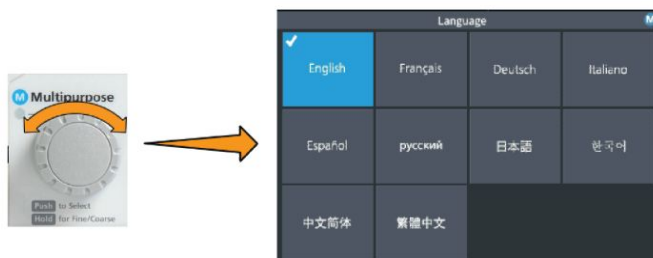 M Multipurpose
Push to Select
Hold for Fine/Coarse
Language M
English Français Deutsch Italiano
Español русский 日本語 한국어
中文简体 繁體中文